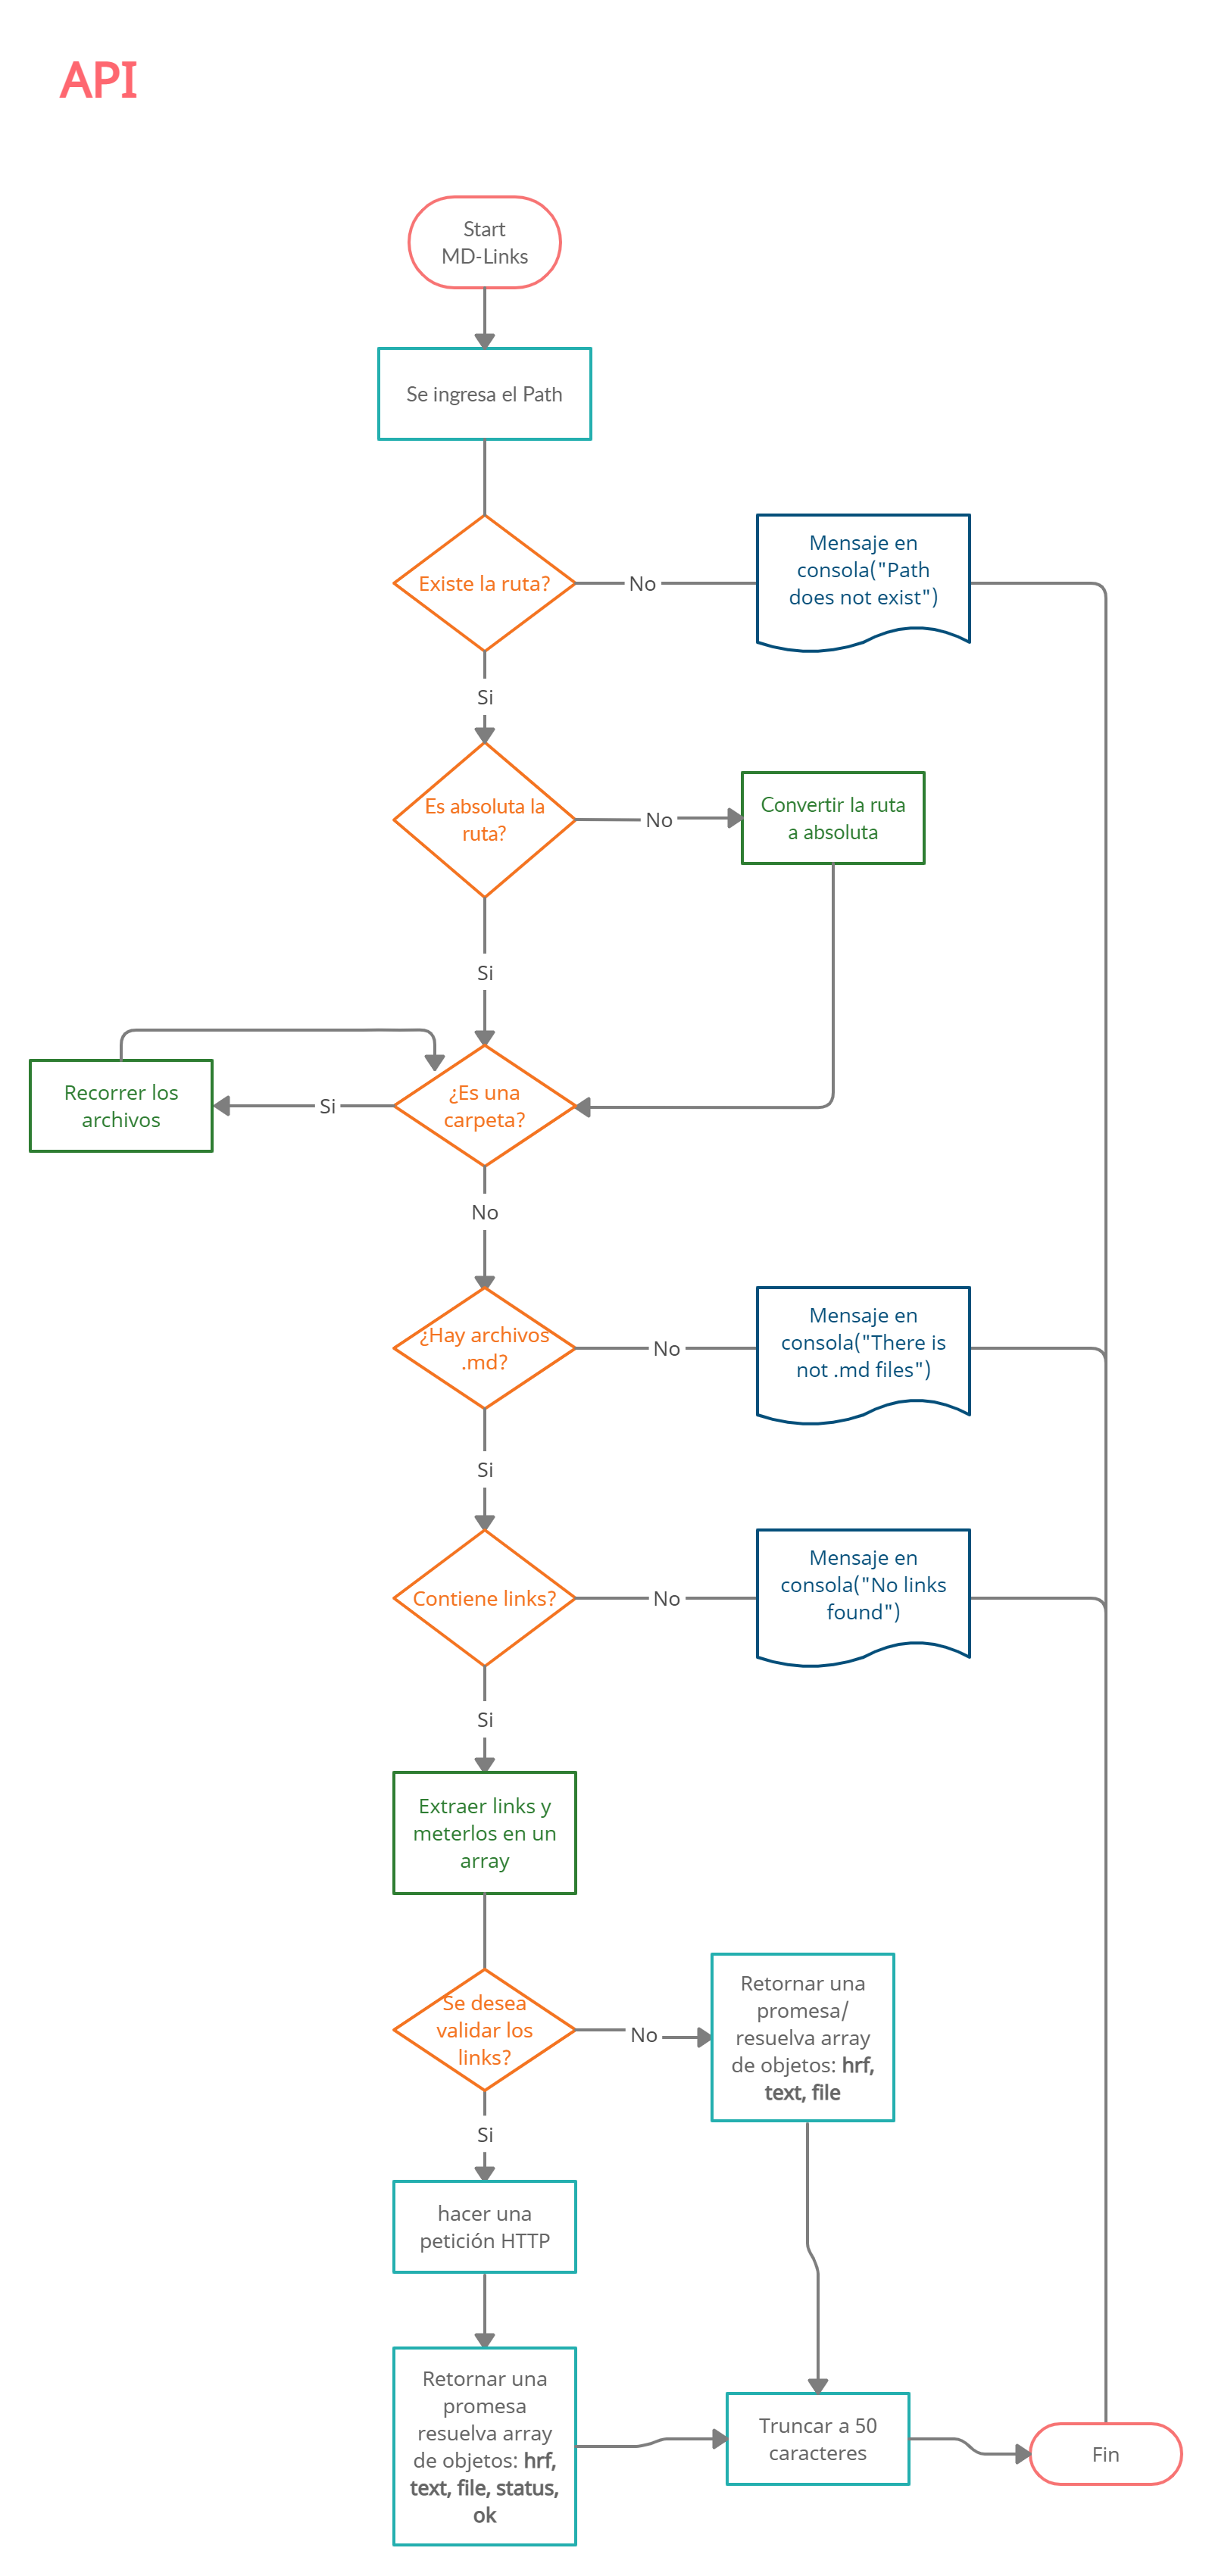 API
Start
MD-Links
Se ingresa el Path
Existe la ruta?
No
Mensaje en
consola("Path
does not exist")
Si
Es absoluta la
ruta?
No
Convertir la ruta
a absoluta
Si
Recorrer los
archivos
Si
¿Es una
carpeta?
No
¿Hay archivos
.md?
No
Mensaje en
consola("There is
not .md files")
Si
Contiene links?
No
Mensaje en
consola("No links
found")
Si
Extraer links y
meterlos en un
array
Se desea
validar los
links?
No
Retornar una
promesa/
resuelva array
de objetos: hrf,
text, file
Si
hacer una
petición HTTP
Retornar una
promesa
resuelva array
de objetos: hrf,
text, file, status,
ok
Truncar a 50
caracteres
Fin